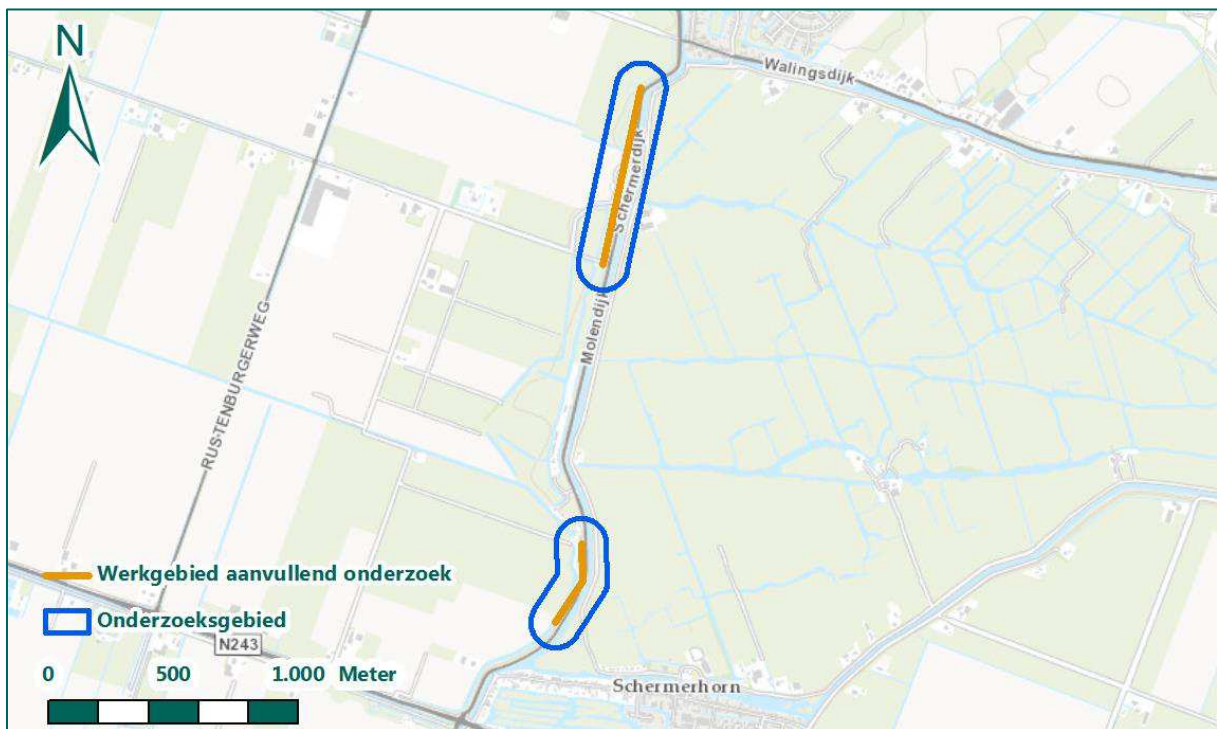 N
Walingsdijk
Schermerdijk
Molendijk
RUSTENBURGERWEG
Werkgebied aanvullend onderzoek
Onderzoeksgebied
N243
0 500 1.000 Meter
Schermerhorn